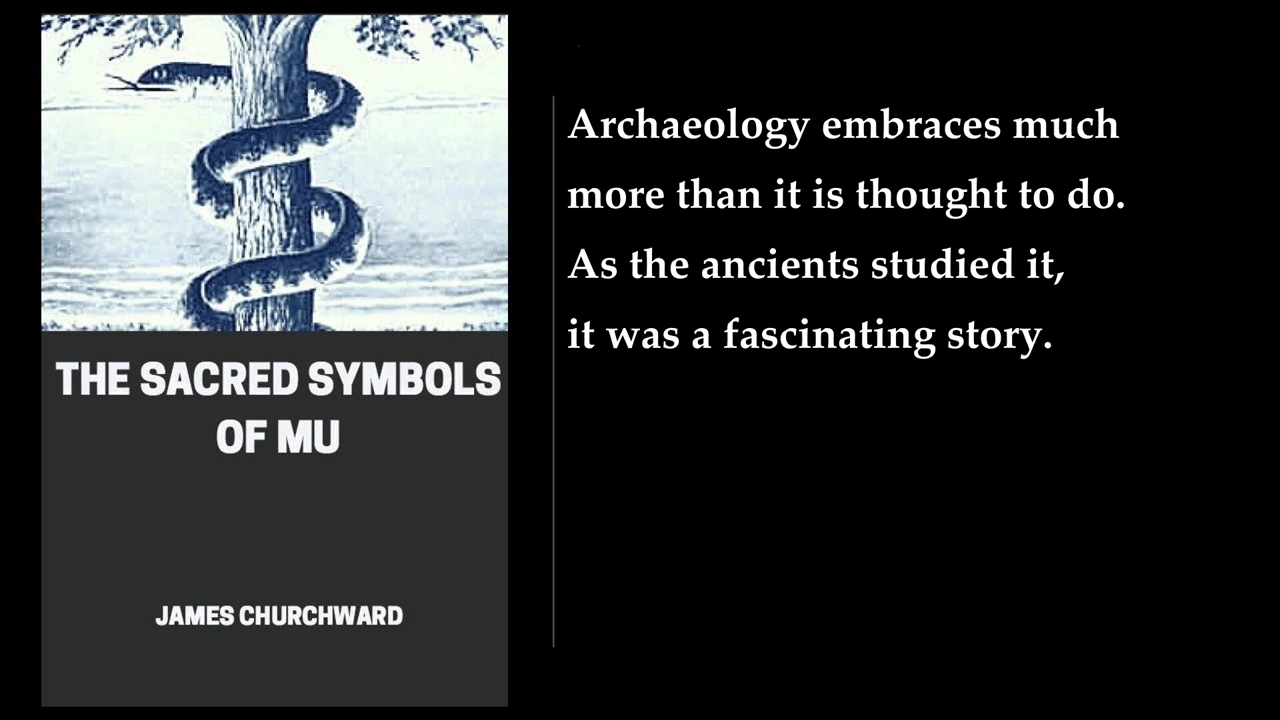 THE SACRED SYMBOLS
OF MU
JAMES CHURCHWARD
Archaeology embraces much
more than it is thought to do.
As the ancients studied it,
it was a fascinating story.